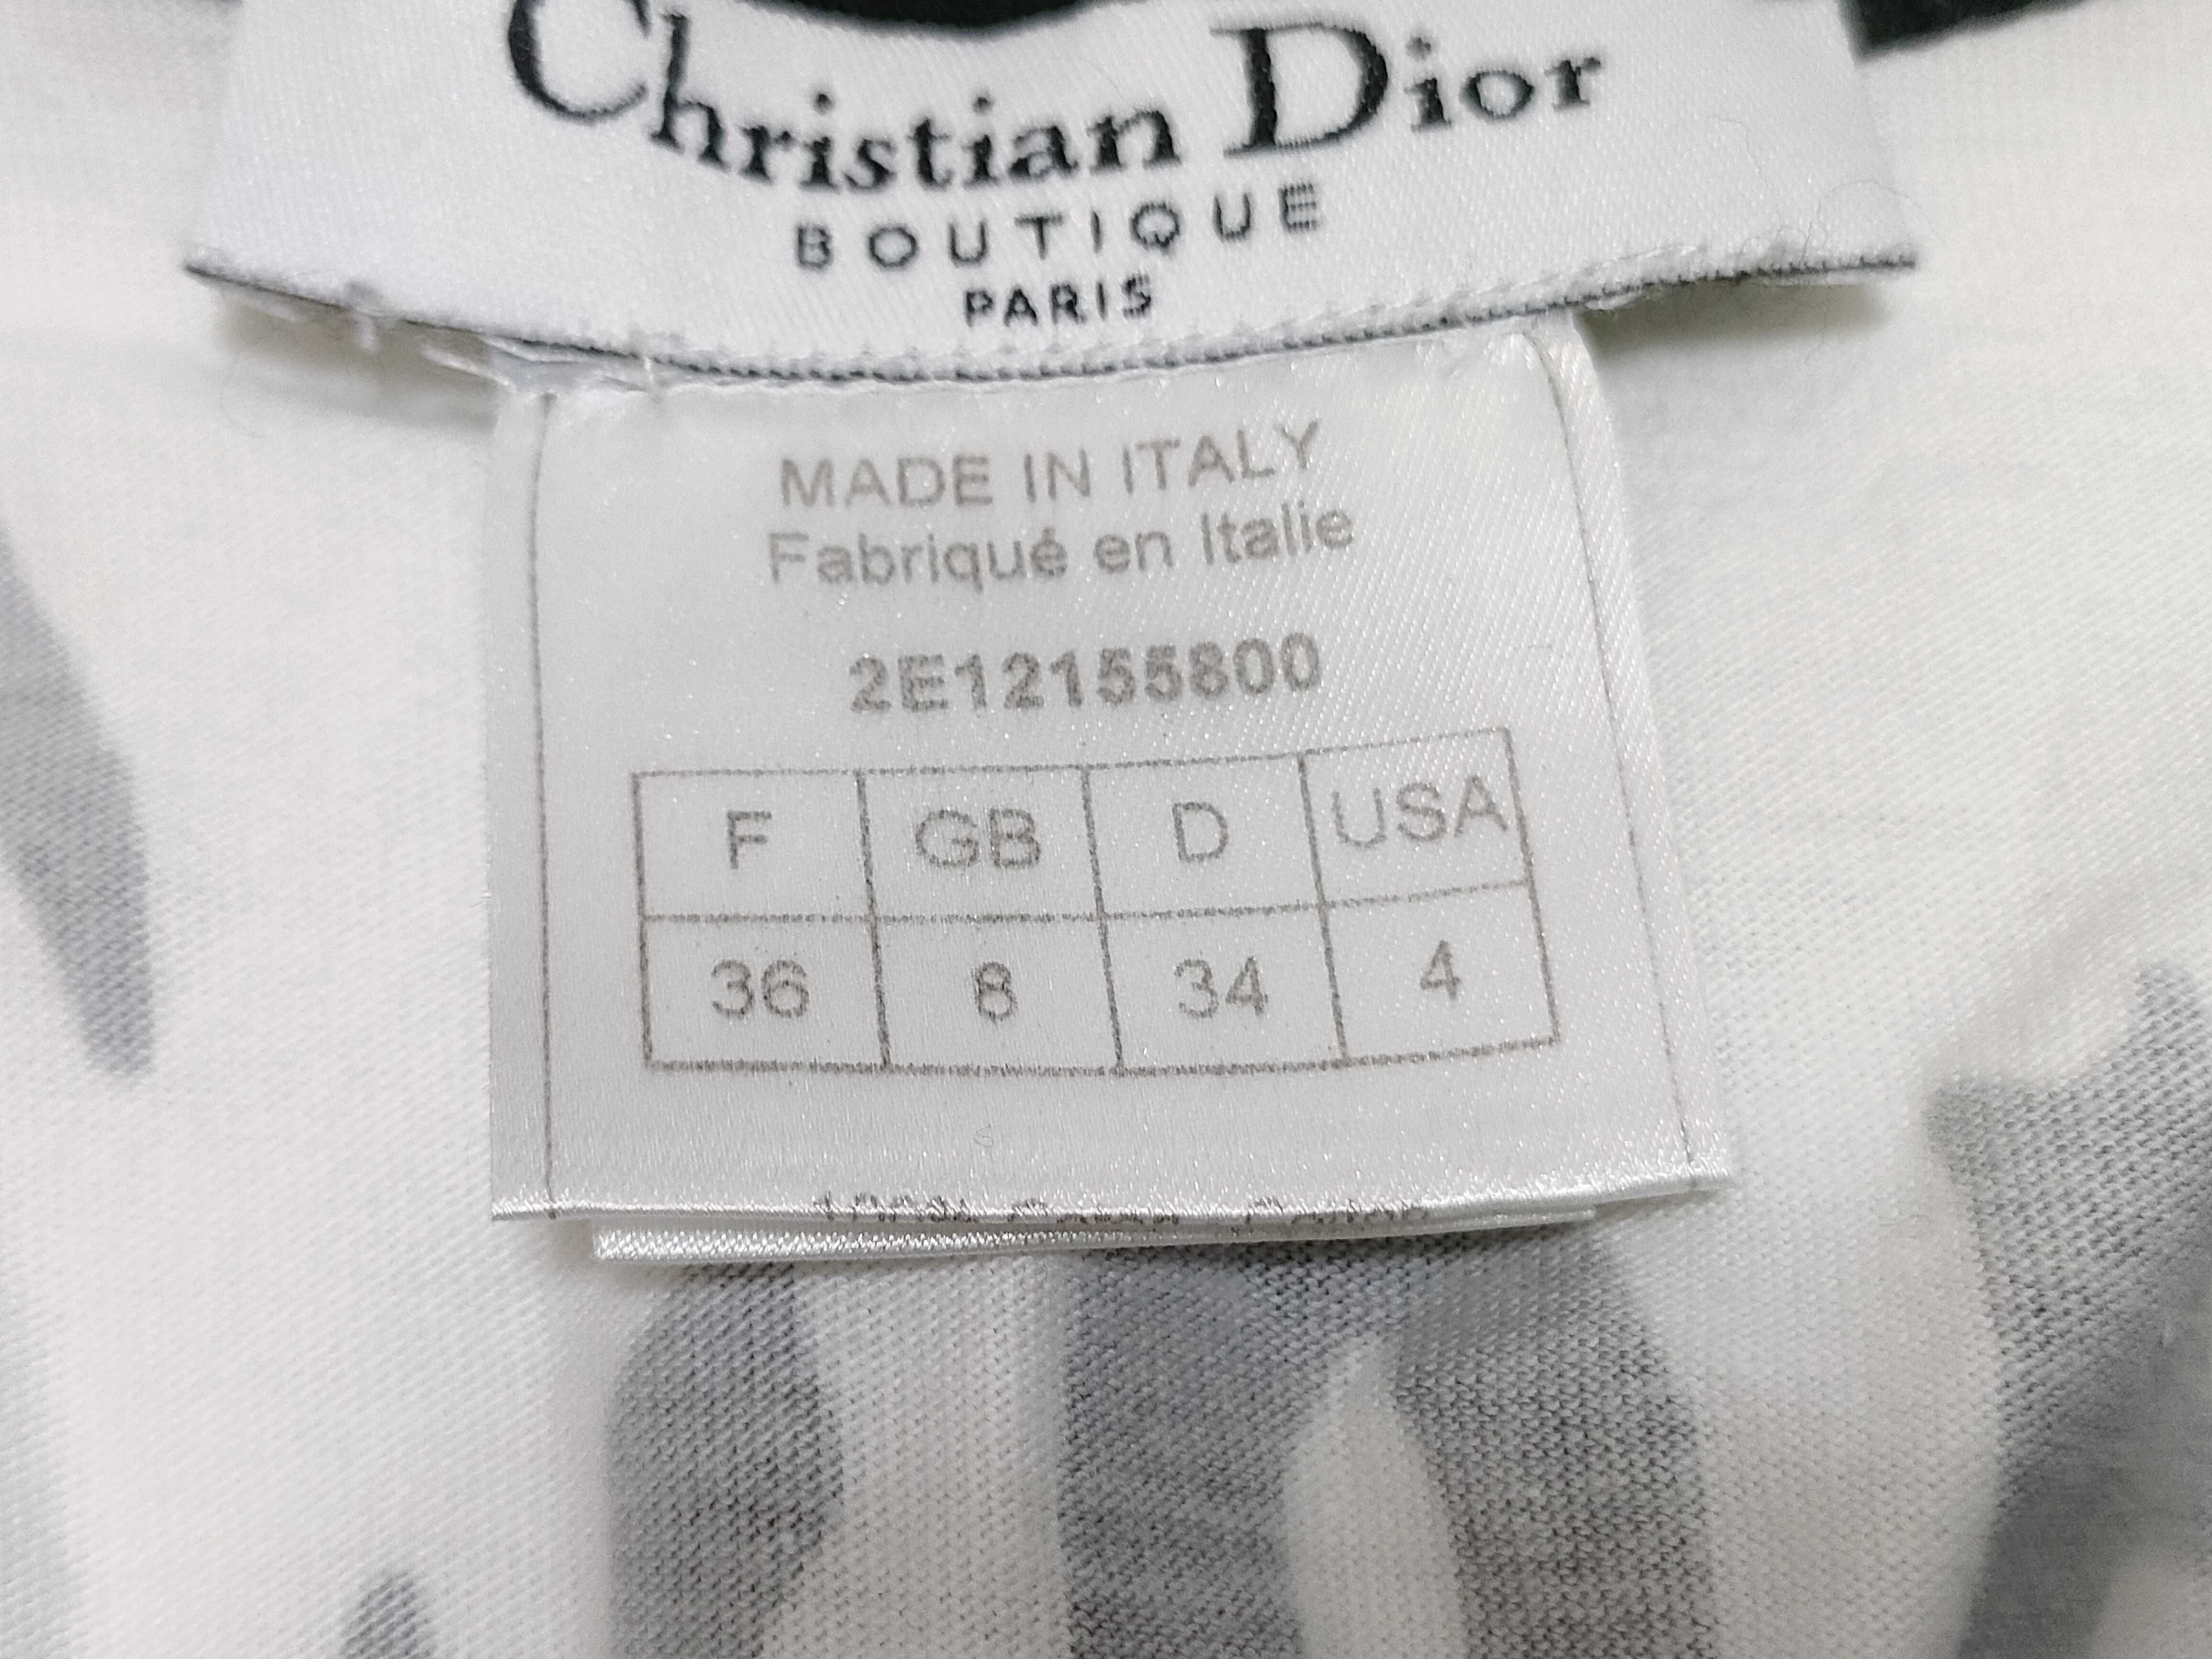 Christian Dior
BOUTIQUE
PARIS
MADE IN ITALY
Fabriqué en Italie
2E12155800
F GB D USA
36 8 34 4